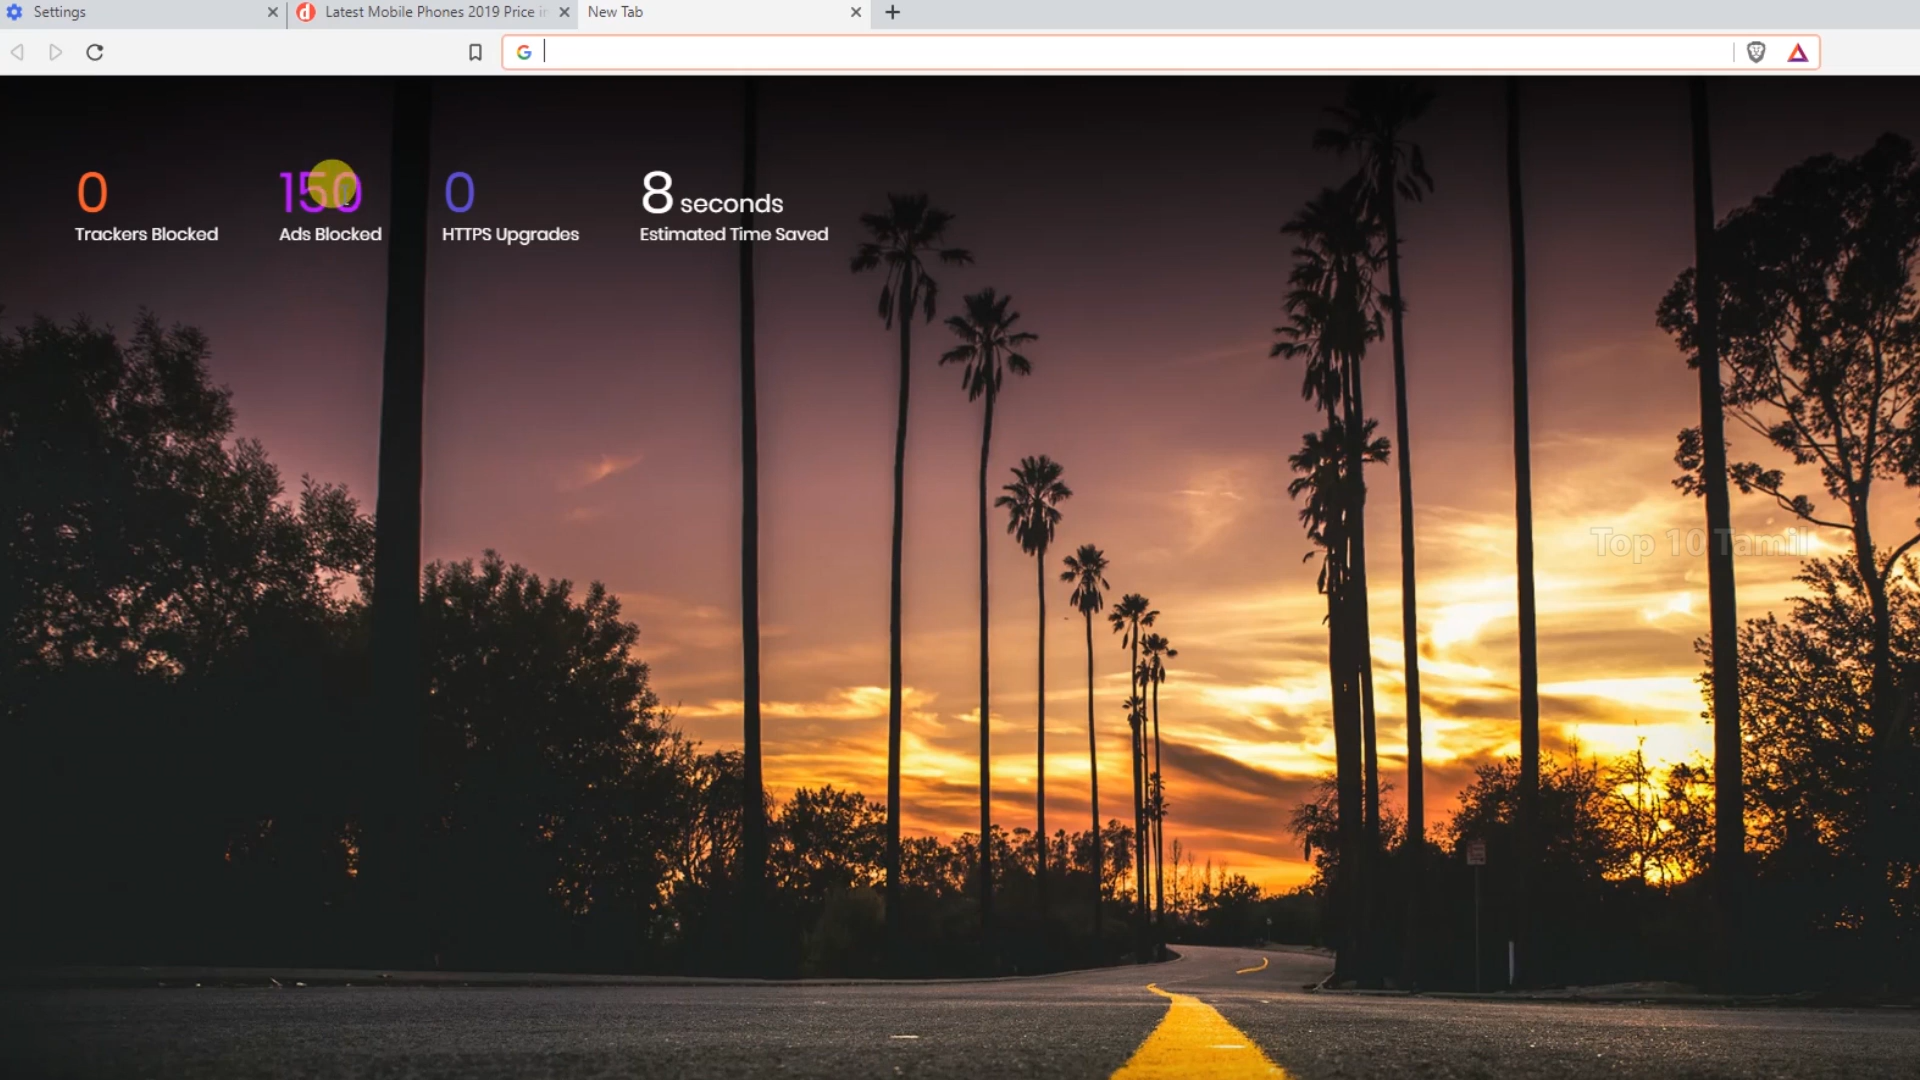 Settings
Latest Mobile Phones 2019 Price in
New Tab
0
Trackers Blocked
150
Ads Blocked
0
HTTPS Upgrades
8 seconds
Estimated Time Saved
Top 10 Tamil